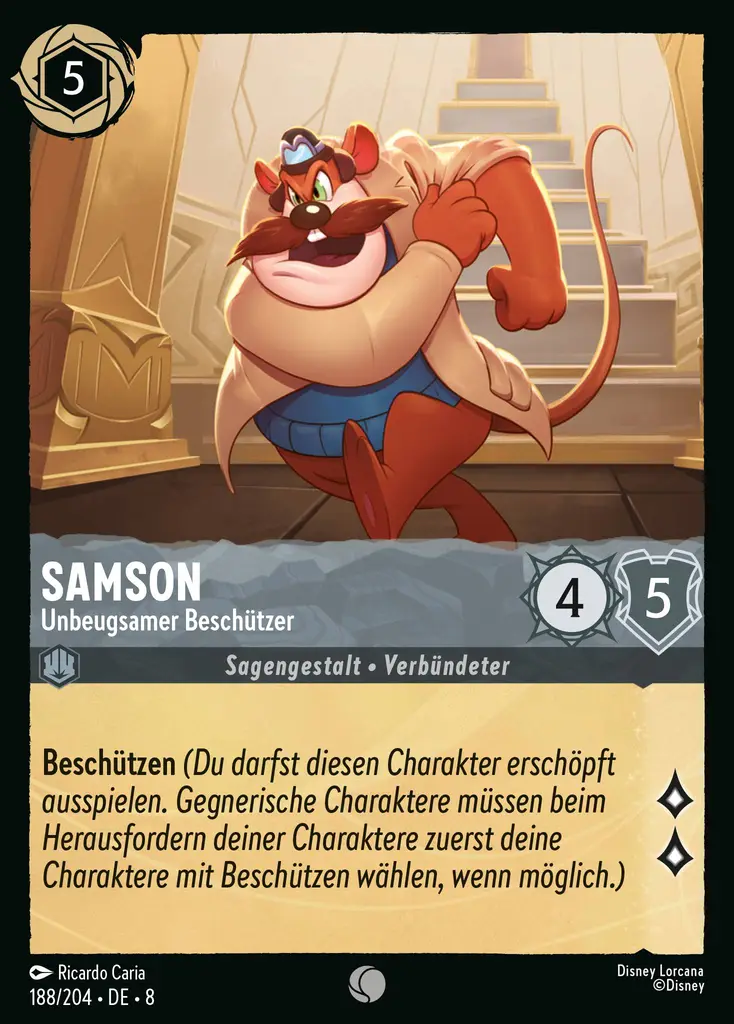 5
SAMSON
Unbeugsamer Beschützer
4
5
Sagengestalt • Verbündeter
Beschützen (Du darfst diesen Charakter erschöpft
ausspielen. Gegnerische Charaktere müssen beim
Herausfordern deiner Charaktere zuerst deine
Charaktere mit Beschützen wählen, wenn möglich.)
Ricardo Caria
188/204 • DE • 8
Disney Lorcana
©Disney